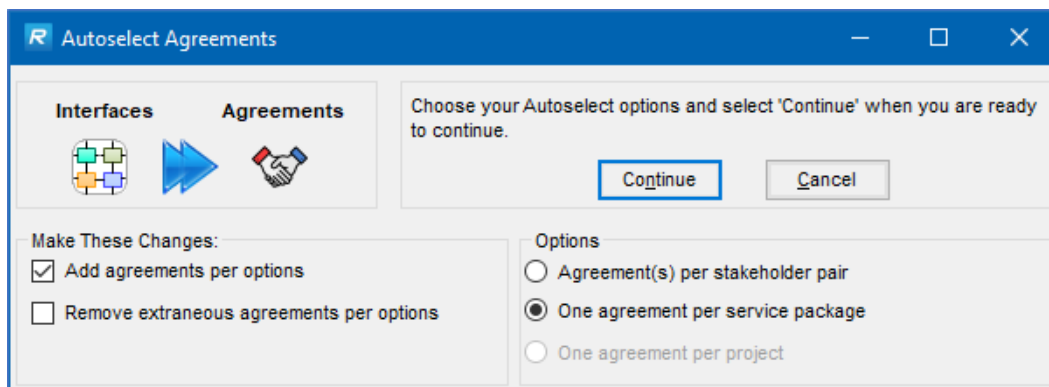 Autoselect Agreements
Interfaces Agreements
Choose your Autoselect options and select 'Continue' when you are ready
to continue.
Continue Cancel
Make These Changes:
Add agreements per options
Remove extraneous agreements per options
Options
Agreement(s) per stakeholder pair
One agreement per service package
One agreement per project